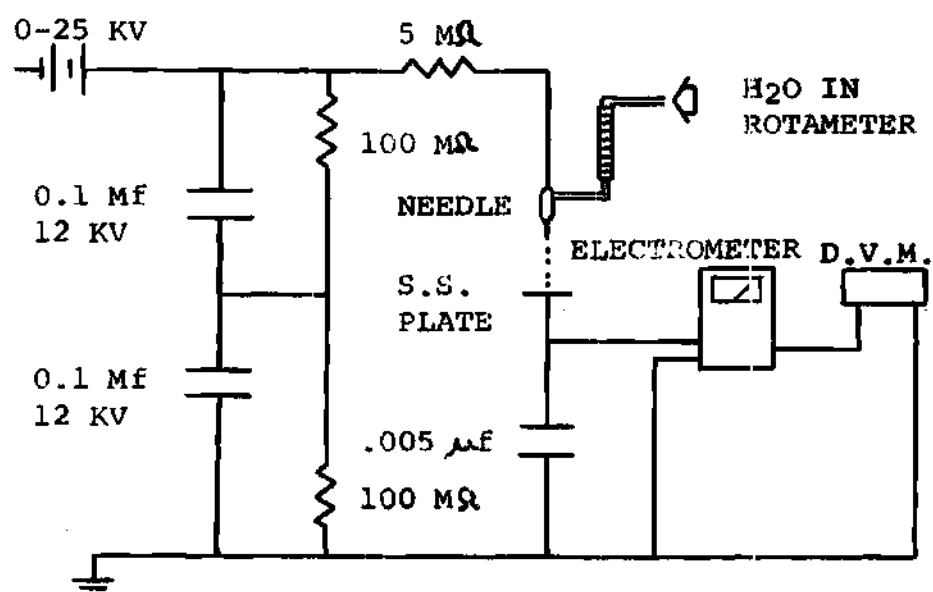 0-25 KV
5 MΩ
H2O IN
ROTAMETER
100 MΩ
0.1 Mf
12 KV
NEEDLE
ELECTROMETER
D.V.M.
S.S.
PLATE
0.1 Mf
12 KV
.005 μf
100 MΩ